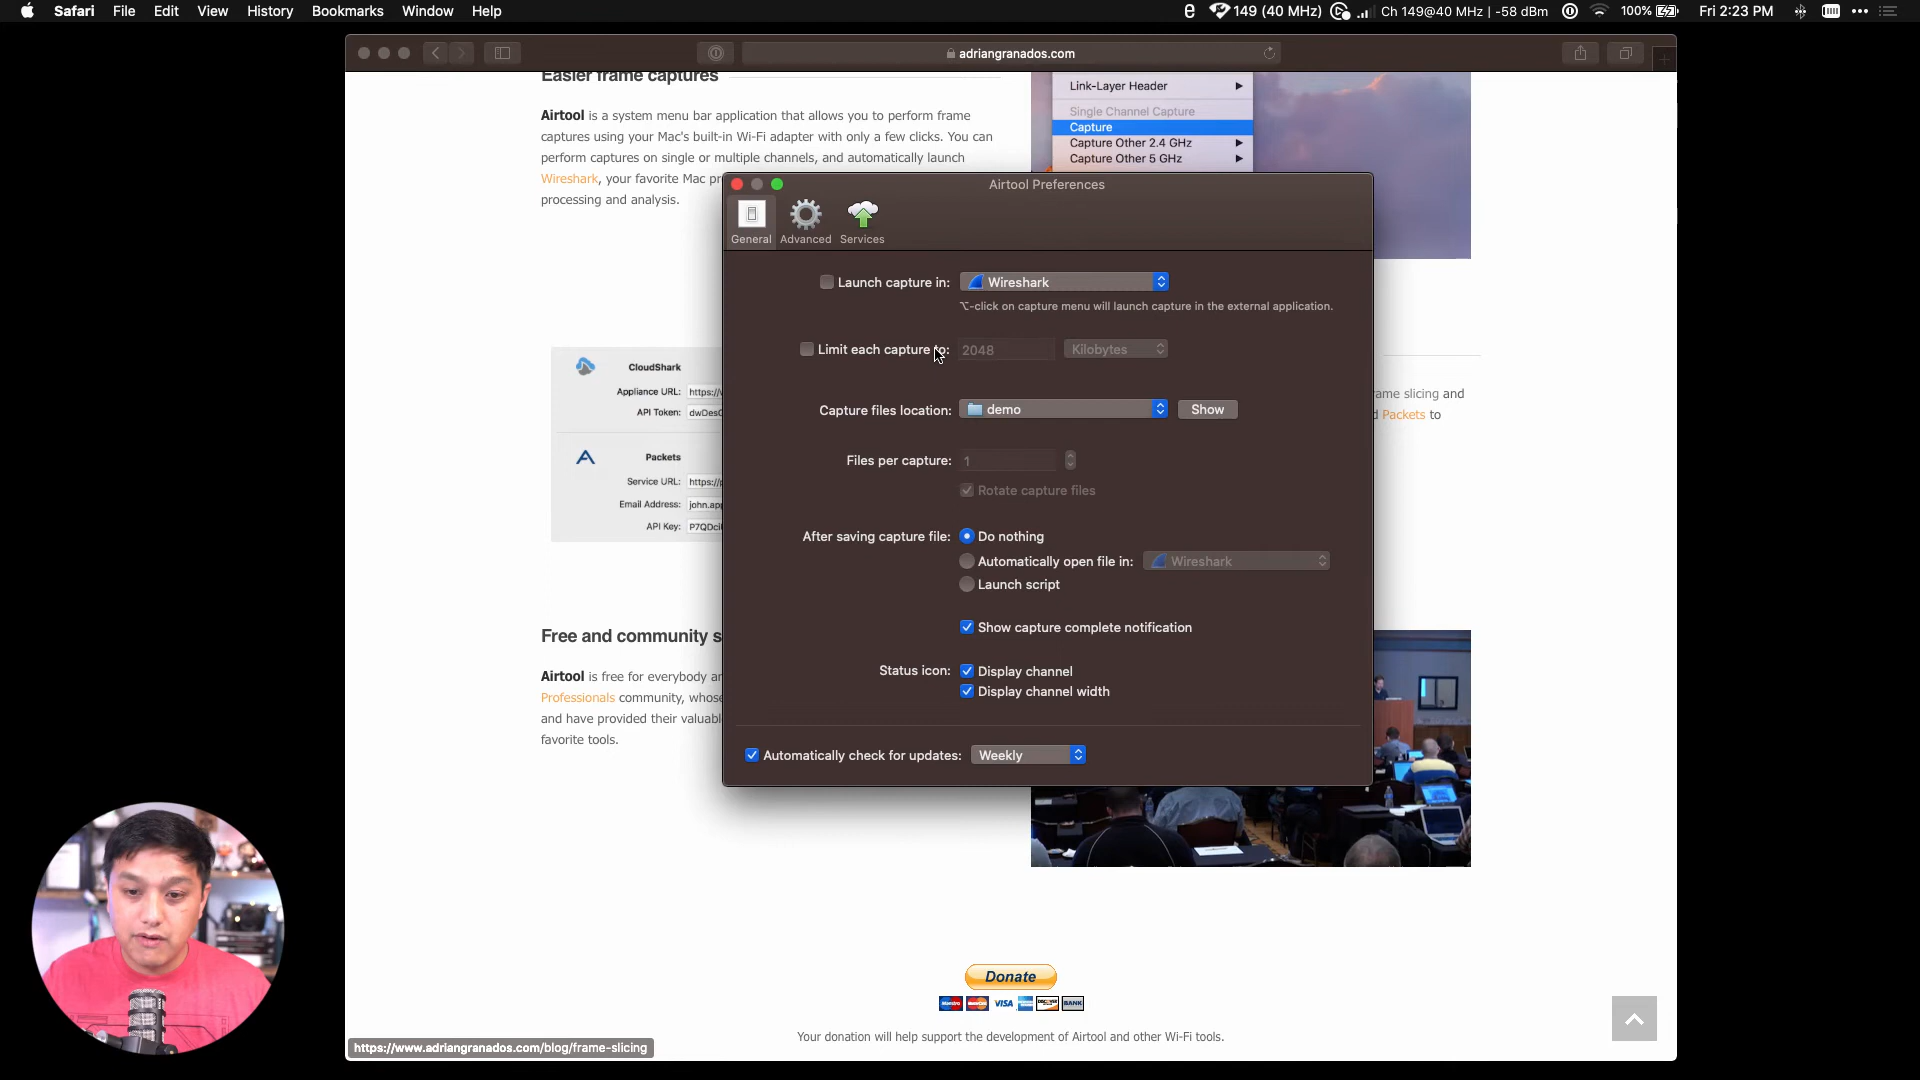 Safari File Edit View History Bookmarks Window Help
149 (40 MHz) Ch 149@40 MHz | -58 dBm 100% Fri 2:23 PM
adriangranados.com
Easier frame captures
Airtool is a system menu bar application that allows you to perform frame
captures using your Mac's built-in Wi-Fi adapter with only a few clicks. You can
perform captures on single or multiple channels, and automatically launch
Wireshark, your favorite Mac
processing and analysis.
Link-Layer Header
Single Channel Capture
Capture
Capture Other 2.4 GHz
Capture Other 5 GHz
Airtool Preferences
General Advanced Services
Launch capture in: Wireshark
⌥-click on capture menu will launch capture in the external application.
Limit each capture to: 2048 Kilobytes
Capture files location: demo Show
Files per capture: 1
Rotate capture files
After saving capture file: Do nothing
Automatically open file in: Wireshark
Launch script
Show capture complete notification
Status icon: Display channel
Display channel width
Automatically check for updates: Weekly
CloudShark
Appliance URL: https://
API Token:
Packets
Service URL: https://
Email Address: john.app
API Key:
frame slicing and
Packets to
Free and community
Airtool is free for everybody
Professionals community, whose
and have provided their
favorite tools.
Donate
VISA
BANK
Your donation will help support the development of Airtool and other Wi-Fi tools.
https://www.adriangranados.com/blog/frame-slicing